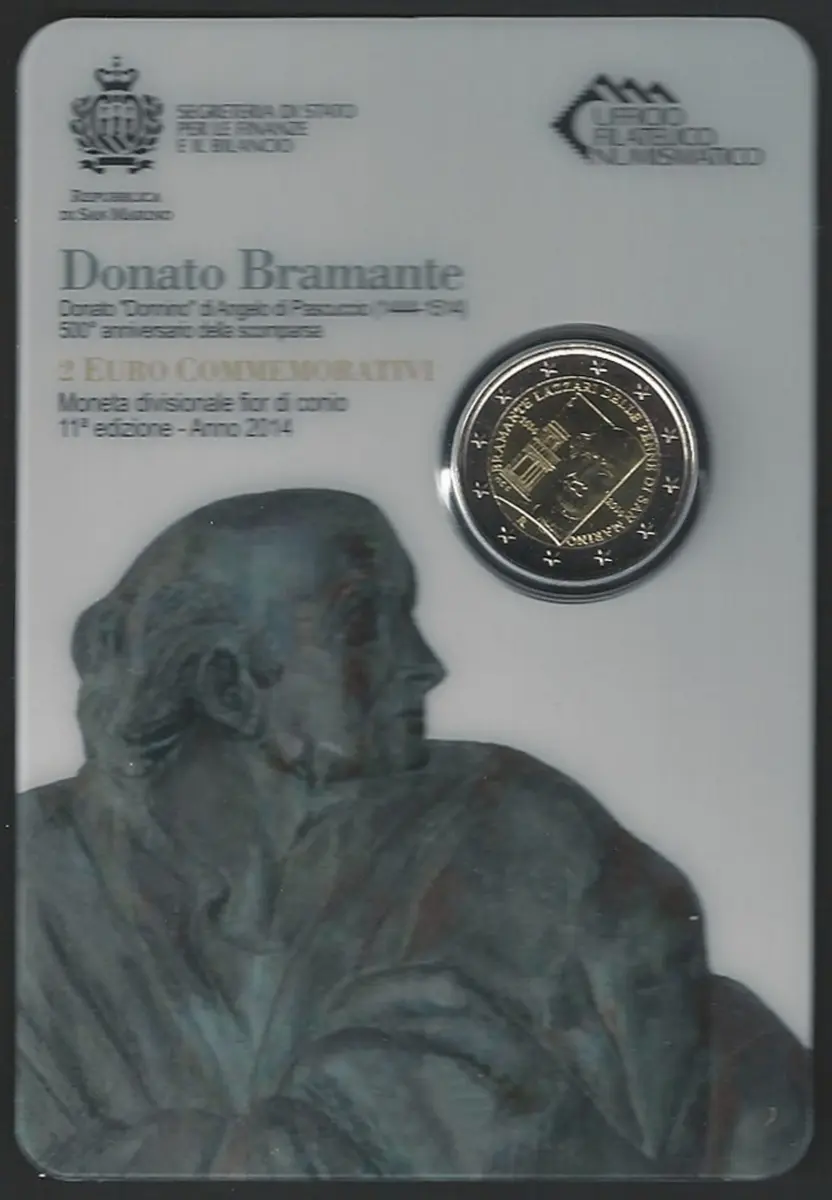 SEGRETERIA DI STATO
PER LE FINANZE
E IL BILANCIO
UFFICIO
FILATELICO
NUMISMATICO
REPUBBLICA
DI SAN MARINO
Donato Bramante
Donato "Donnino" di Angelo di Pascuccio (1444-1514)
500° anniversario della scomparsa
2 EURO COMMEMORATIVI
Moneta divisionale fior di conio
11ª edizione - Anno 2014
BRAMANTE LAZZARI DELLE PENNE DI SAN MARINO
R